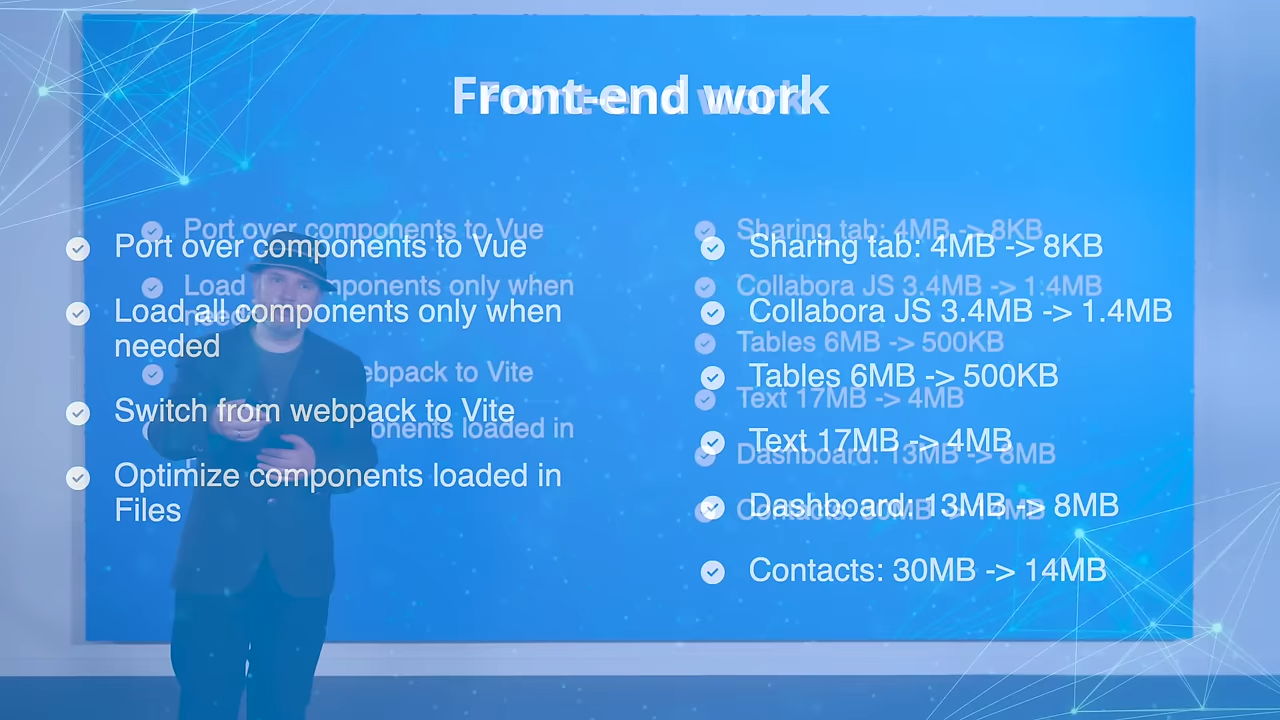 Front-end work
Port over components to Vue
Load all components only when
needed
Switch from webpack to Vite
Optimize components loaded in
Files
Sharing tab: 4MB -> 8KB
Collabora JS 3.4MB -> 1.4MB
Tables 6MB -> 500KB
Text 17MB -> 4MB
Dashboard: 13MB -> 8MB
Contacts: 30MB -> 14MB